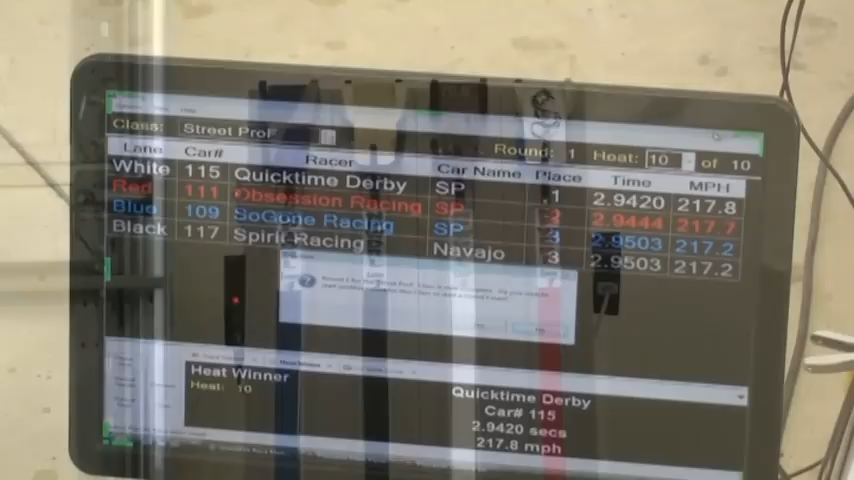 Class: Street ProF
Round: 1 Heat: 10 of 10
Lane Car# Racer Car Name Place Time MPH
White 115 Quicktime Derby SP 1 2.9420 217.8
Red 111 Obsession Racing SP 2 2.9444 217.7
Blue 109 SoGone Racing SP 3 2.9503 217.2
Black 117 Spirit Racing Navajo 3 2.9503 217.2
Heat Winner
Heat: 10
Quicktime Derby
Car# 115
2.9420 secs
217.8 mph